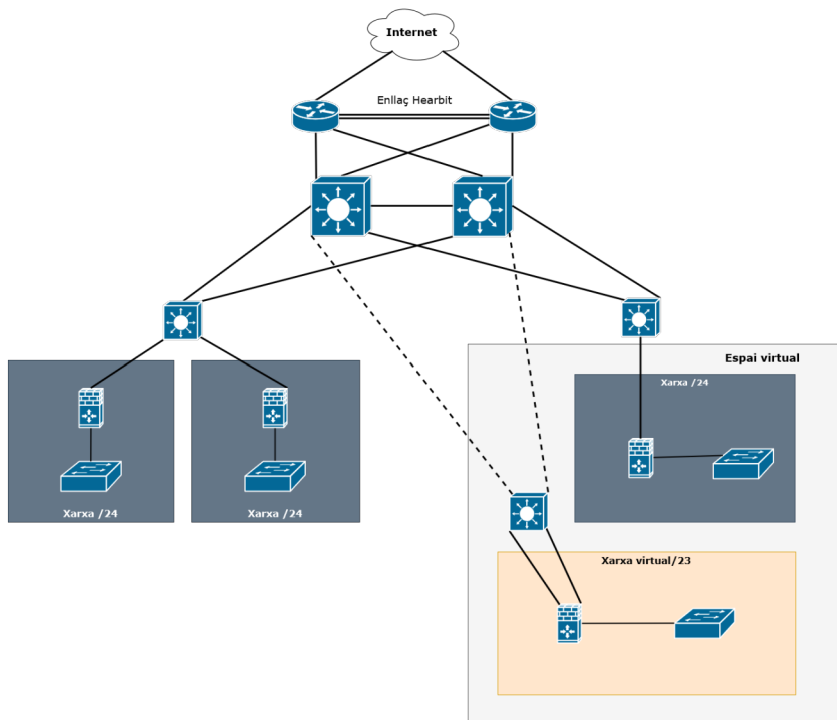 Internet
Enllaç Hearbit
Espai virtual
Xarxa /24
Xarxa /24
Xarxa /24
Xarxa virtual/23